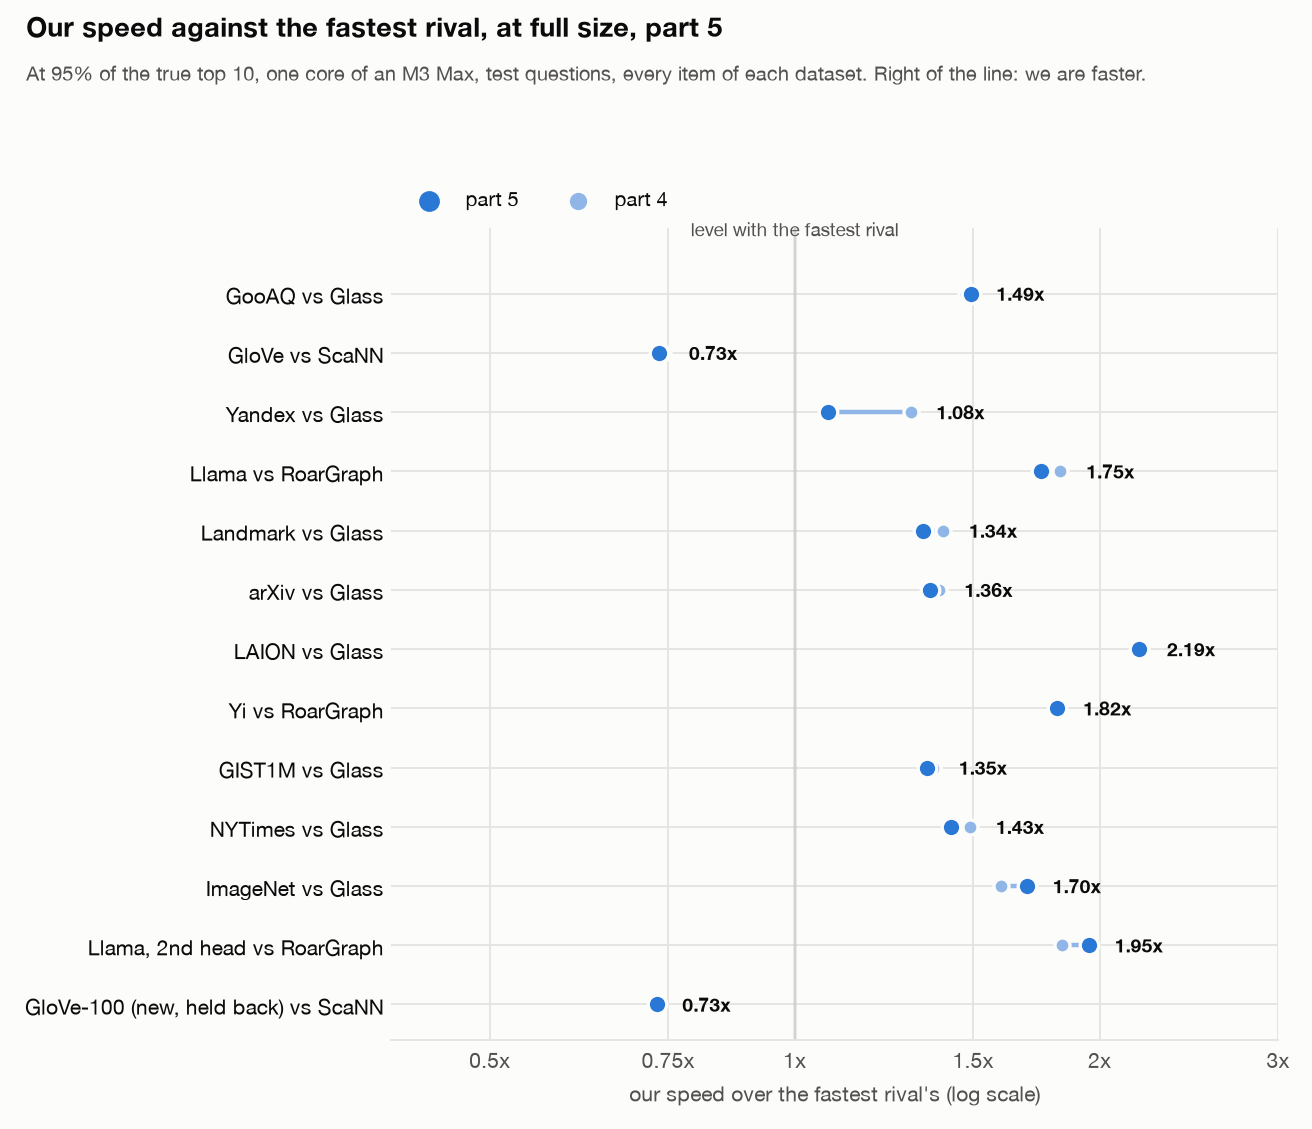 Our speed against the fastest rival, at full size, part 5
At 95% of the true top 10, one core of an M3 Max, test questions, every item of each dataset. Right of the line: we are faster.
part 5 part 4
level with the fastest rival
GooAQ vs Glass 1.49x
GloVe vs ScaNN 0.73x
Yandex vs Glass 1.08x
Llama vs RoarGraph 1.75x
Landmark vs Glass 1.34x
arXiv vs Glass 1.36x
LAION vs Glass 2.19x
Yi vs RoarGraph 1.82x
GIST1M vs Glass 1.35x
NYTimes vs Glass 1.43x
ImageNet vs Glass 1.70x
Llama, 2nd head vs RoarGraph 1.95x
GloVe-100 (new, held back) vs ScaNN 0.73x
0.5x 0.75x 1x 1.5x 2x 3x
our speed over the fastest rival's (log scale)